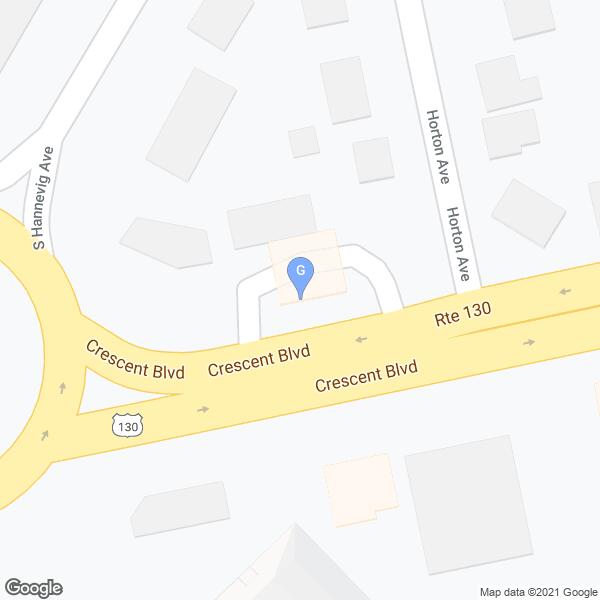 Horton Ave
S Hannevig Ave
Horton Ave
G
Rte 130
Crescent Blvd
Crescent Blvd
Crescent Blvd
130
Google
Map data ©2021 Google